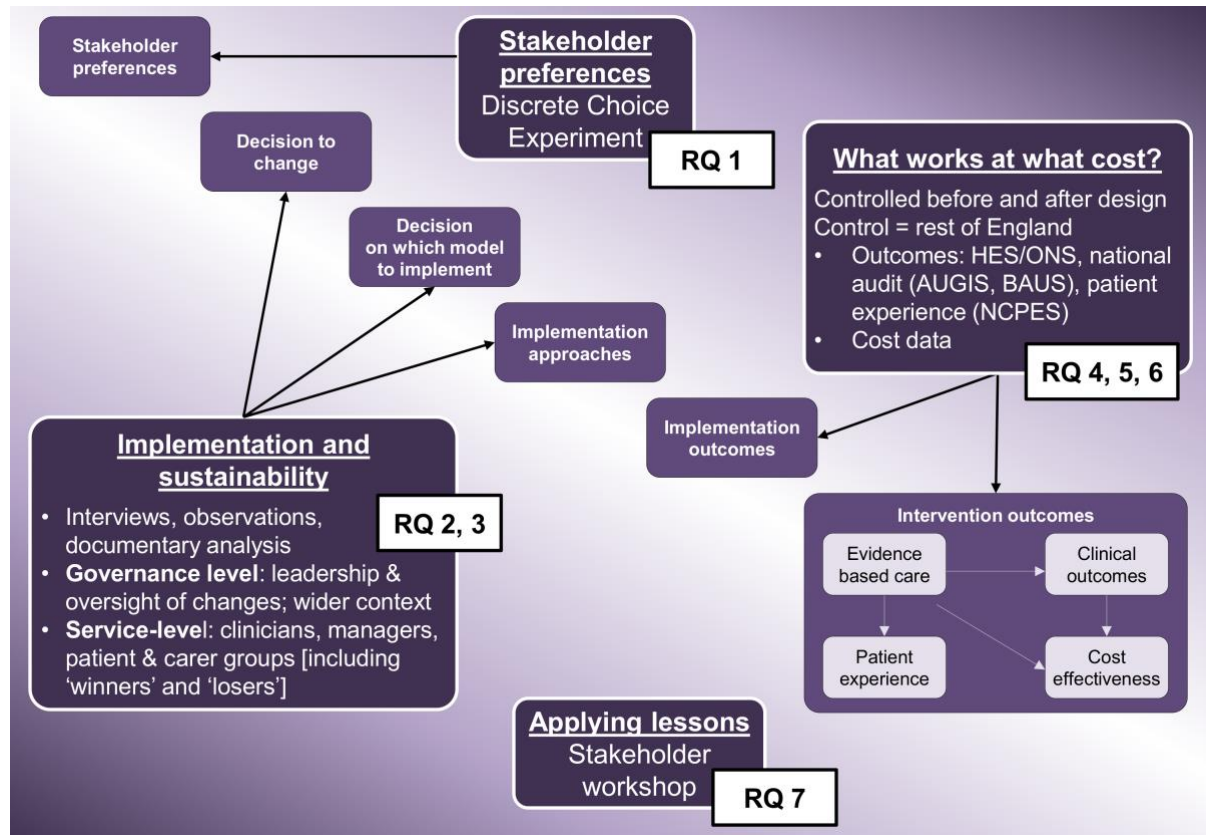 Stakeholder
preferences
Stakeholder
preferences
Discrete Choice
Experiment
RQ 1
Decision to
change
Decision
on which model
to implement
Implementation
approaches
What works at what cost?
Controlled before and after design
Control = rest of England
• Outcomes: HES/ONS, national
audit (AUGIS, BAUS), patient
experience (NCPES)
• Cost data
RQ 4, 5, 6
Implementation
outcomes
Implementation and
sustainability
• Interviews, observations,
documentary analysis
• Governance level: leadership &
oversight of changes; wider context
• Service-level: clinicians, managers,
patient & carer groups [including
‘winners’ and ‘losers’]
RQ 2, 3
Intervention outcomes
Evidence
based care
Clinical
outcomes
Patient
experience
Cost
effectiveness
Applying lessons
Stakeholder
workshop
RQ 7